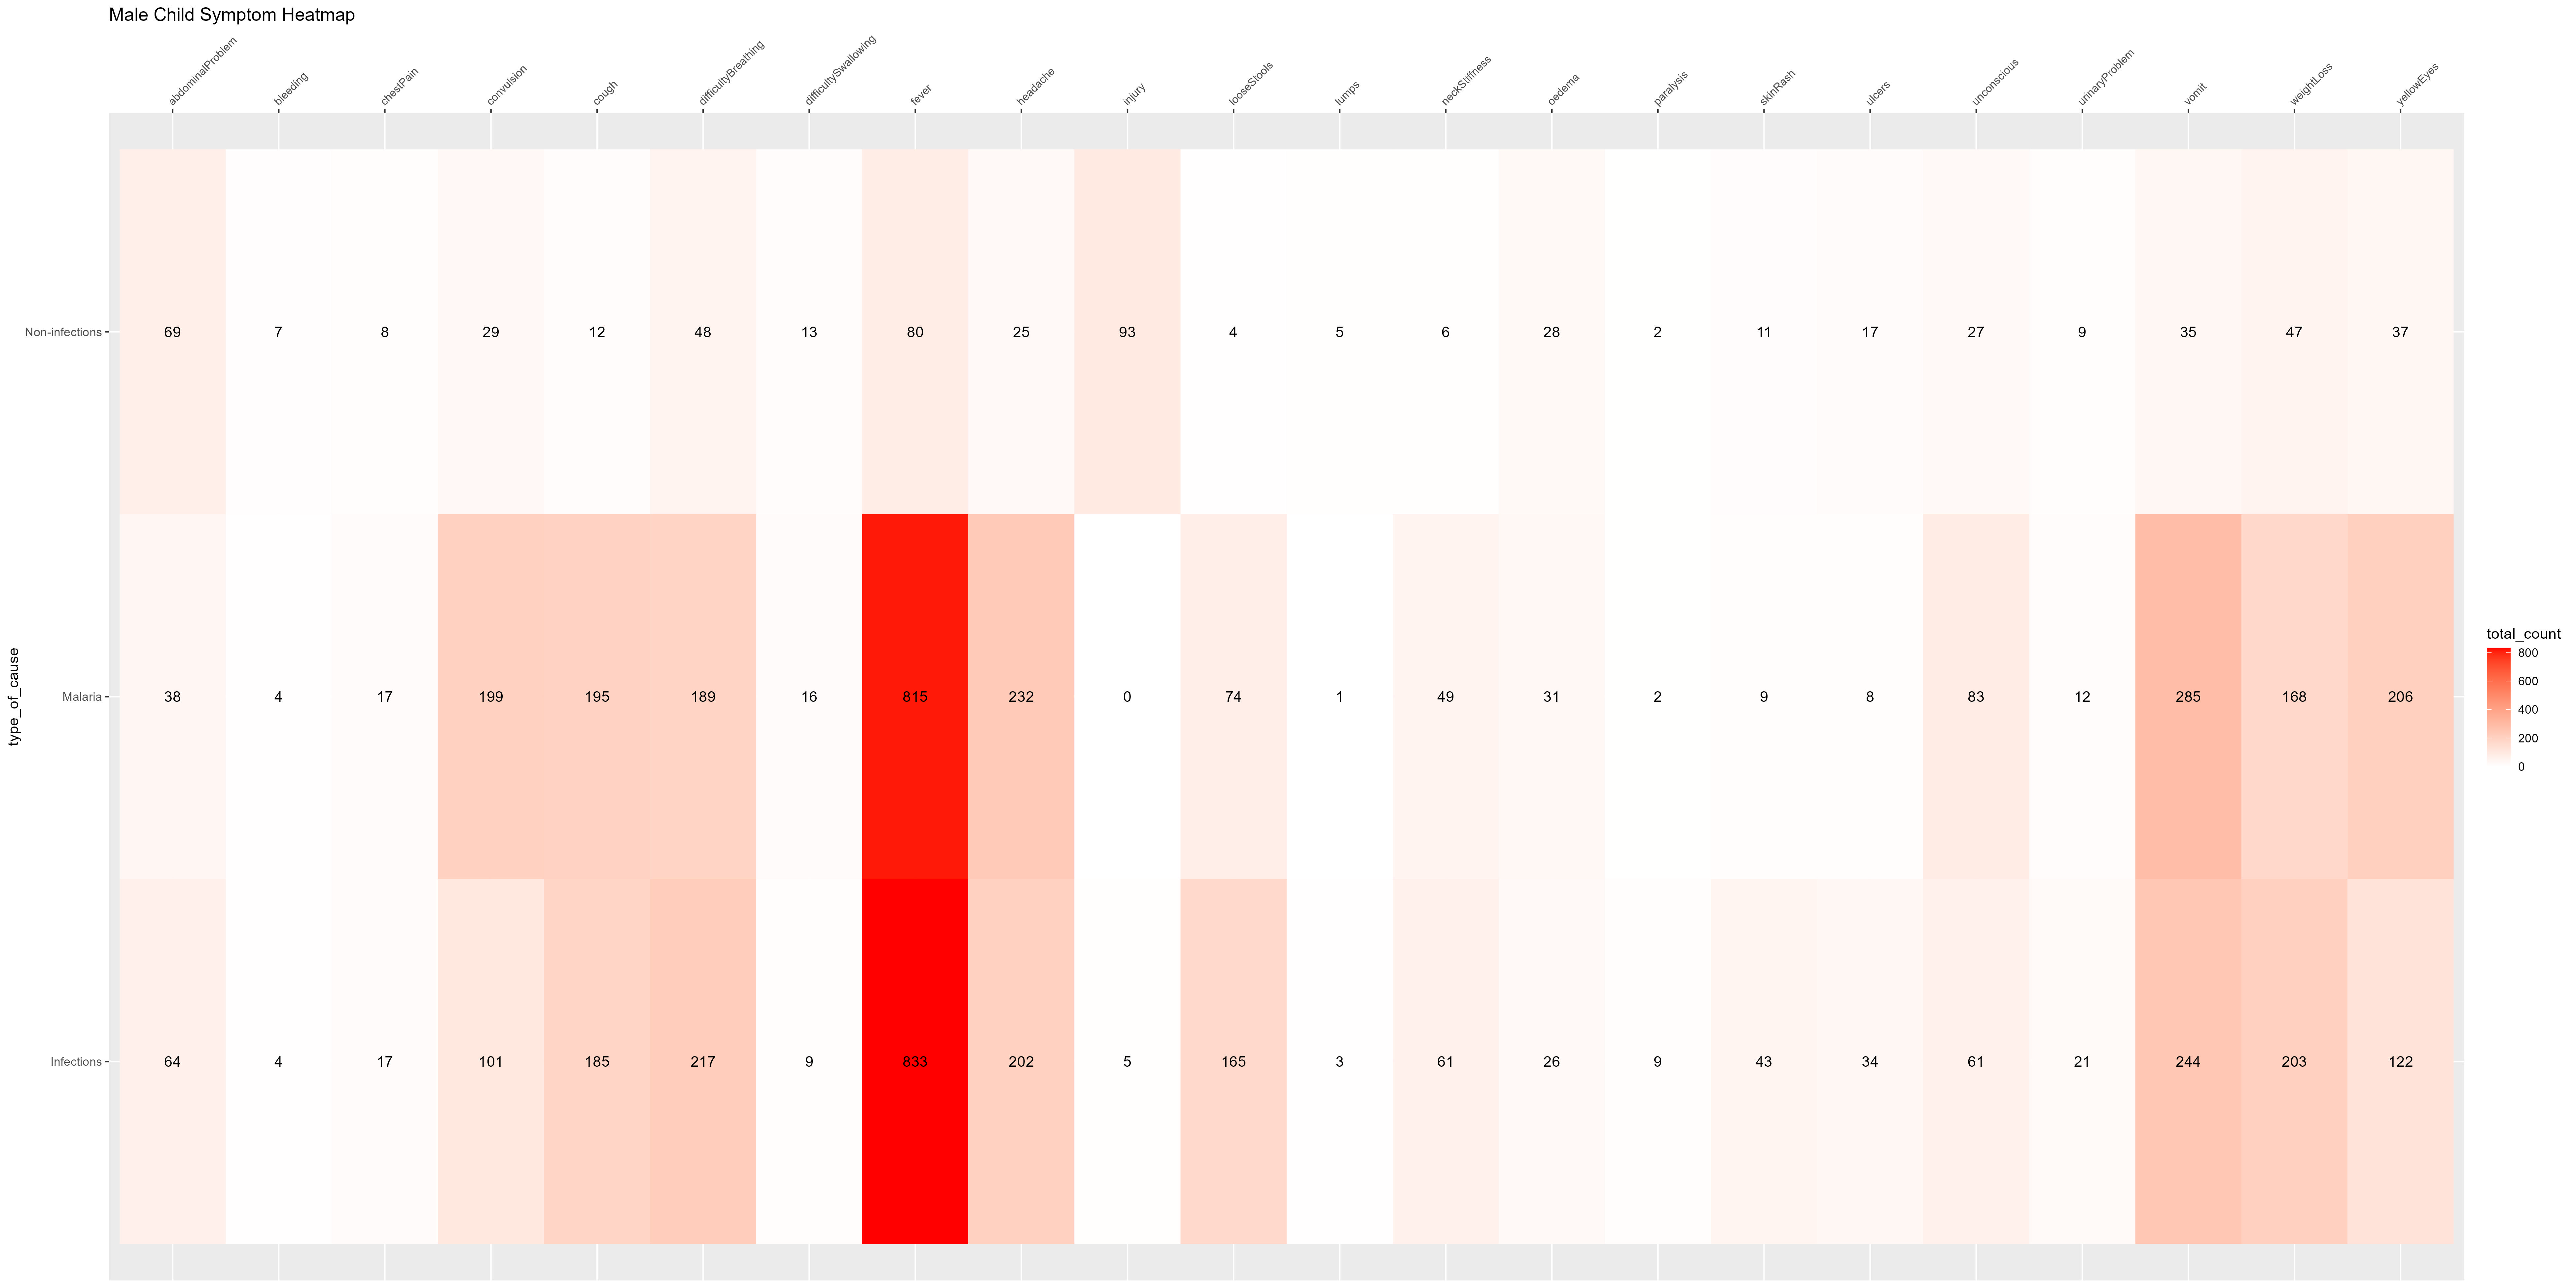 Male Child Symptom Heatmap
abdominalProblem bleeding chestPain convulsion cough difficultyBreathing difficultySwallowing fever headache injury looseStools lumps neckStiffness oedema paralysis skinRash ulcers unconscious urinaryProblem vomit weightLoss yellowEyes
Non-infections 69 7 8 29 12 48 13 80 25 93 4 5 6 28 2 11 17 27 9 35 47 37
type_of_cause
Malaria 38 4 17 199 195 189 16 815 232 0 74 1 49 31 2 9 8 83 12 285 168 206
Infections 64 4 17 101 185 217 9 833 202 5 165 3 61 26 9 43 34 61 21 244 203 122
total_count
800
600
400
200
0